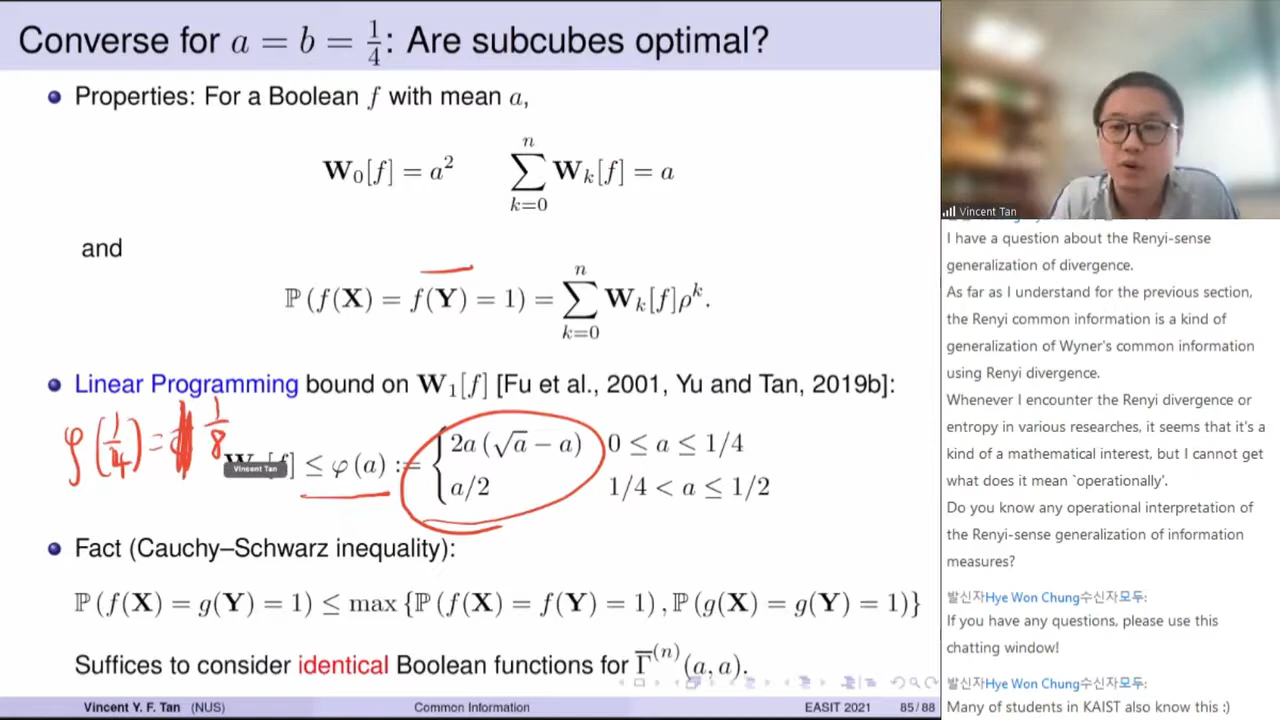 Converse for a = b = 1/4: Are subcubes optimal?
Properties: For a Boolean f with mean a,
W₀[f] = a²    ∑ₖ₌₀ⁿ Wₖ[f] = a
and
ℙ (f(X) = f(Y) = 1) = ∑ₖ₌₀ⁿ Wₖ[f]ρᵏ.
Linear Programming bound on W₁[f] [Fu et al., 2001, Yu and Tan, 2019b]:
φ(1/4) = 1/8
[f] ≤ φ (a) := { 2a (√a − a)    0 ≤ a ≤ 1/4
a/2    1/4 < a ≤ 1/2
Vincent Tan
Fact (Cauchy–Schwarz inequality):
ℙ (f(X) = g(Y) = 1) ≤ max {ℙ (f(X) = f(Y) = 1) , ℙ (g(X) = g(Y) = 1)}
Suffices to consider identical Boolean functions for Γ̅⁽ⁿ⁾(a, a).
Vincent Y. F. Tan (NUS)    Common Information    EASIT 2021    85 / 88
Vincent Tan
I have a question about the Renyi-sense
generalization of divergence.
As far as I understand for the previous section,
the Renyi common information is a kind of
generalization of Wyner's common information
using Renyi divergence.
Whenever I encounter the Renyi divergence or
entropy in various researches, it seems that it's a
kind of a mathematical interest, but I cannot get
what does it mean `operationally'.
Do you know any operational interpretation of
the Renyi-sense generalization of information
measures?
발신자Hye Won Chung수신자모두:
If you have any questions, please use this
chatting window!
발신자Hye Won Chung수신자모두:
Many of students in KAIST also know this :)